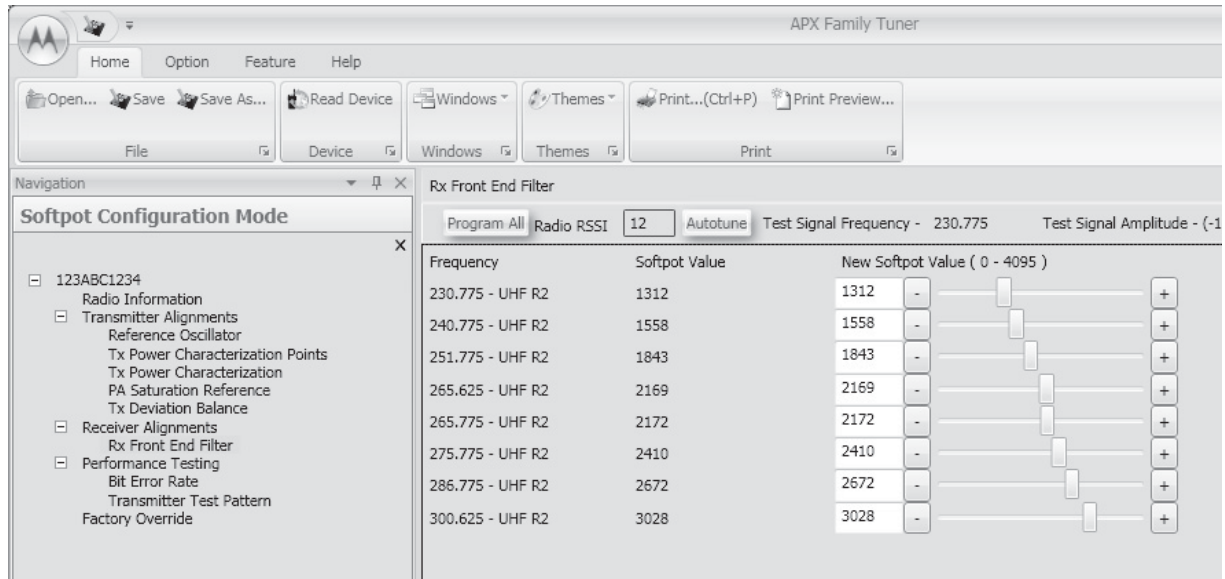 APX Family Tuner
Home Option Feature Help
Open... Save Save As... Read Device Windows Themes Print...(Ctrl+P) Print Preview...
File Device Windows Themes Print
Navigation
Softpot Configuration Mode
123ABC1234
Radio Information
Transmitter Alignments
Reference Oscillator
Tx Power Characterization Points
Tx Power Characterization
PA Saturation Reference
Tx Deviation Balance
Receiver Alignments
Rx Front End Filter
Performance Testing
Bit Error Rate
Transmitter Test Pattern
Factory Override
Rx Front End Filter
Program All Radio RSSI 12 Autotune Test Signal Frequency - 230.775 Test Signal Amplitude - (-1
Frequency Softpot Value New Softpot Value ( 0 - 4095 )
230.775 - UHF R2 1312 1312 - +
240.775 - UHF R2 1558 1558 - +
251.775 - UHF R2 1843 1843 - +
265.625 - UHF R2 2169 2169 - +
265.775 - UHF R2 2172 2172 - +
275.775 - UHF R2 2410 2410 - +
286.775 - UHF R2 2672 2672 - +
300.625 - UHF R2 3028 3028 - +